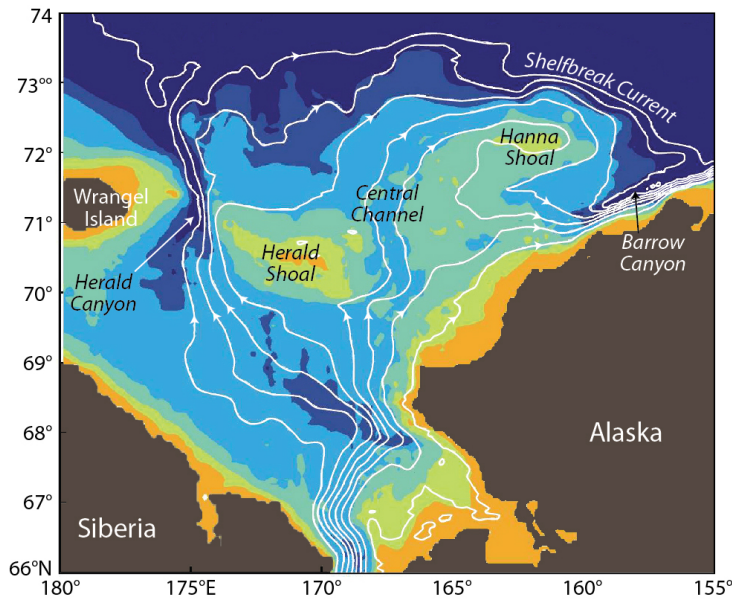 74
73°°
72°
71°
70°
69°
68°
67°
66°N
180°
175°E
170°
165°
160°
155°
Shelfbreak Current
Hanna
Shoal
Wrangel
Island
Central
Channel
Herald
Shoal
Herald
Canyon
Barrow
Canyon
Alaska
Siberia